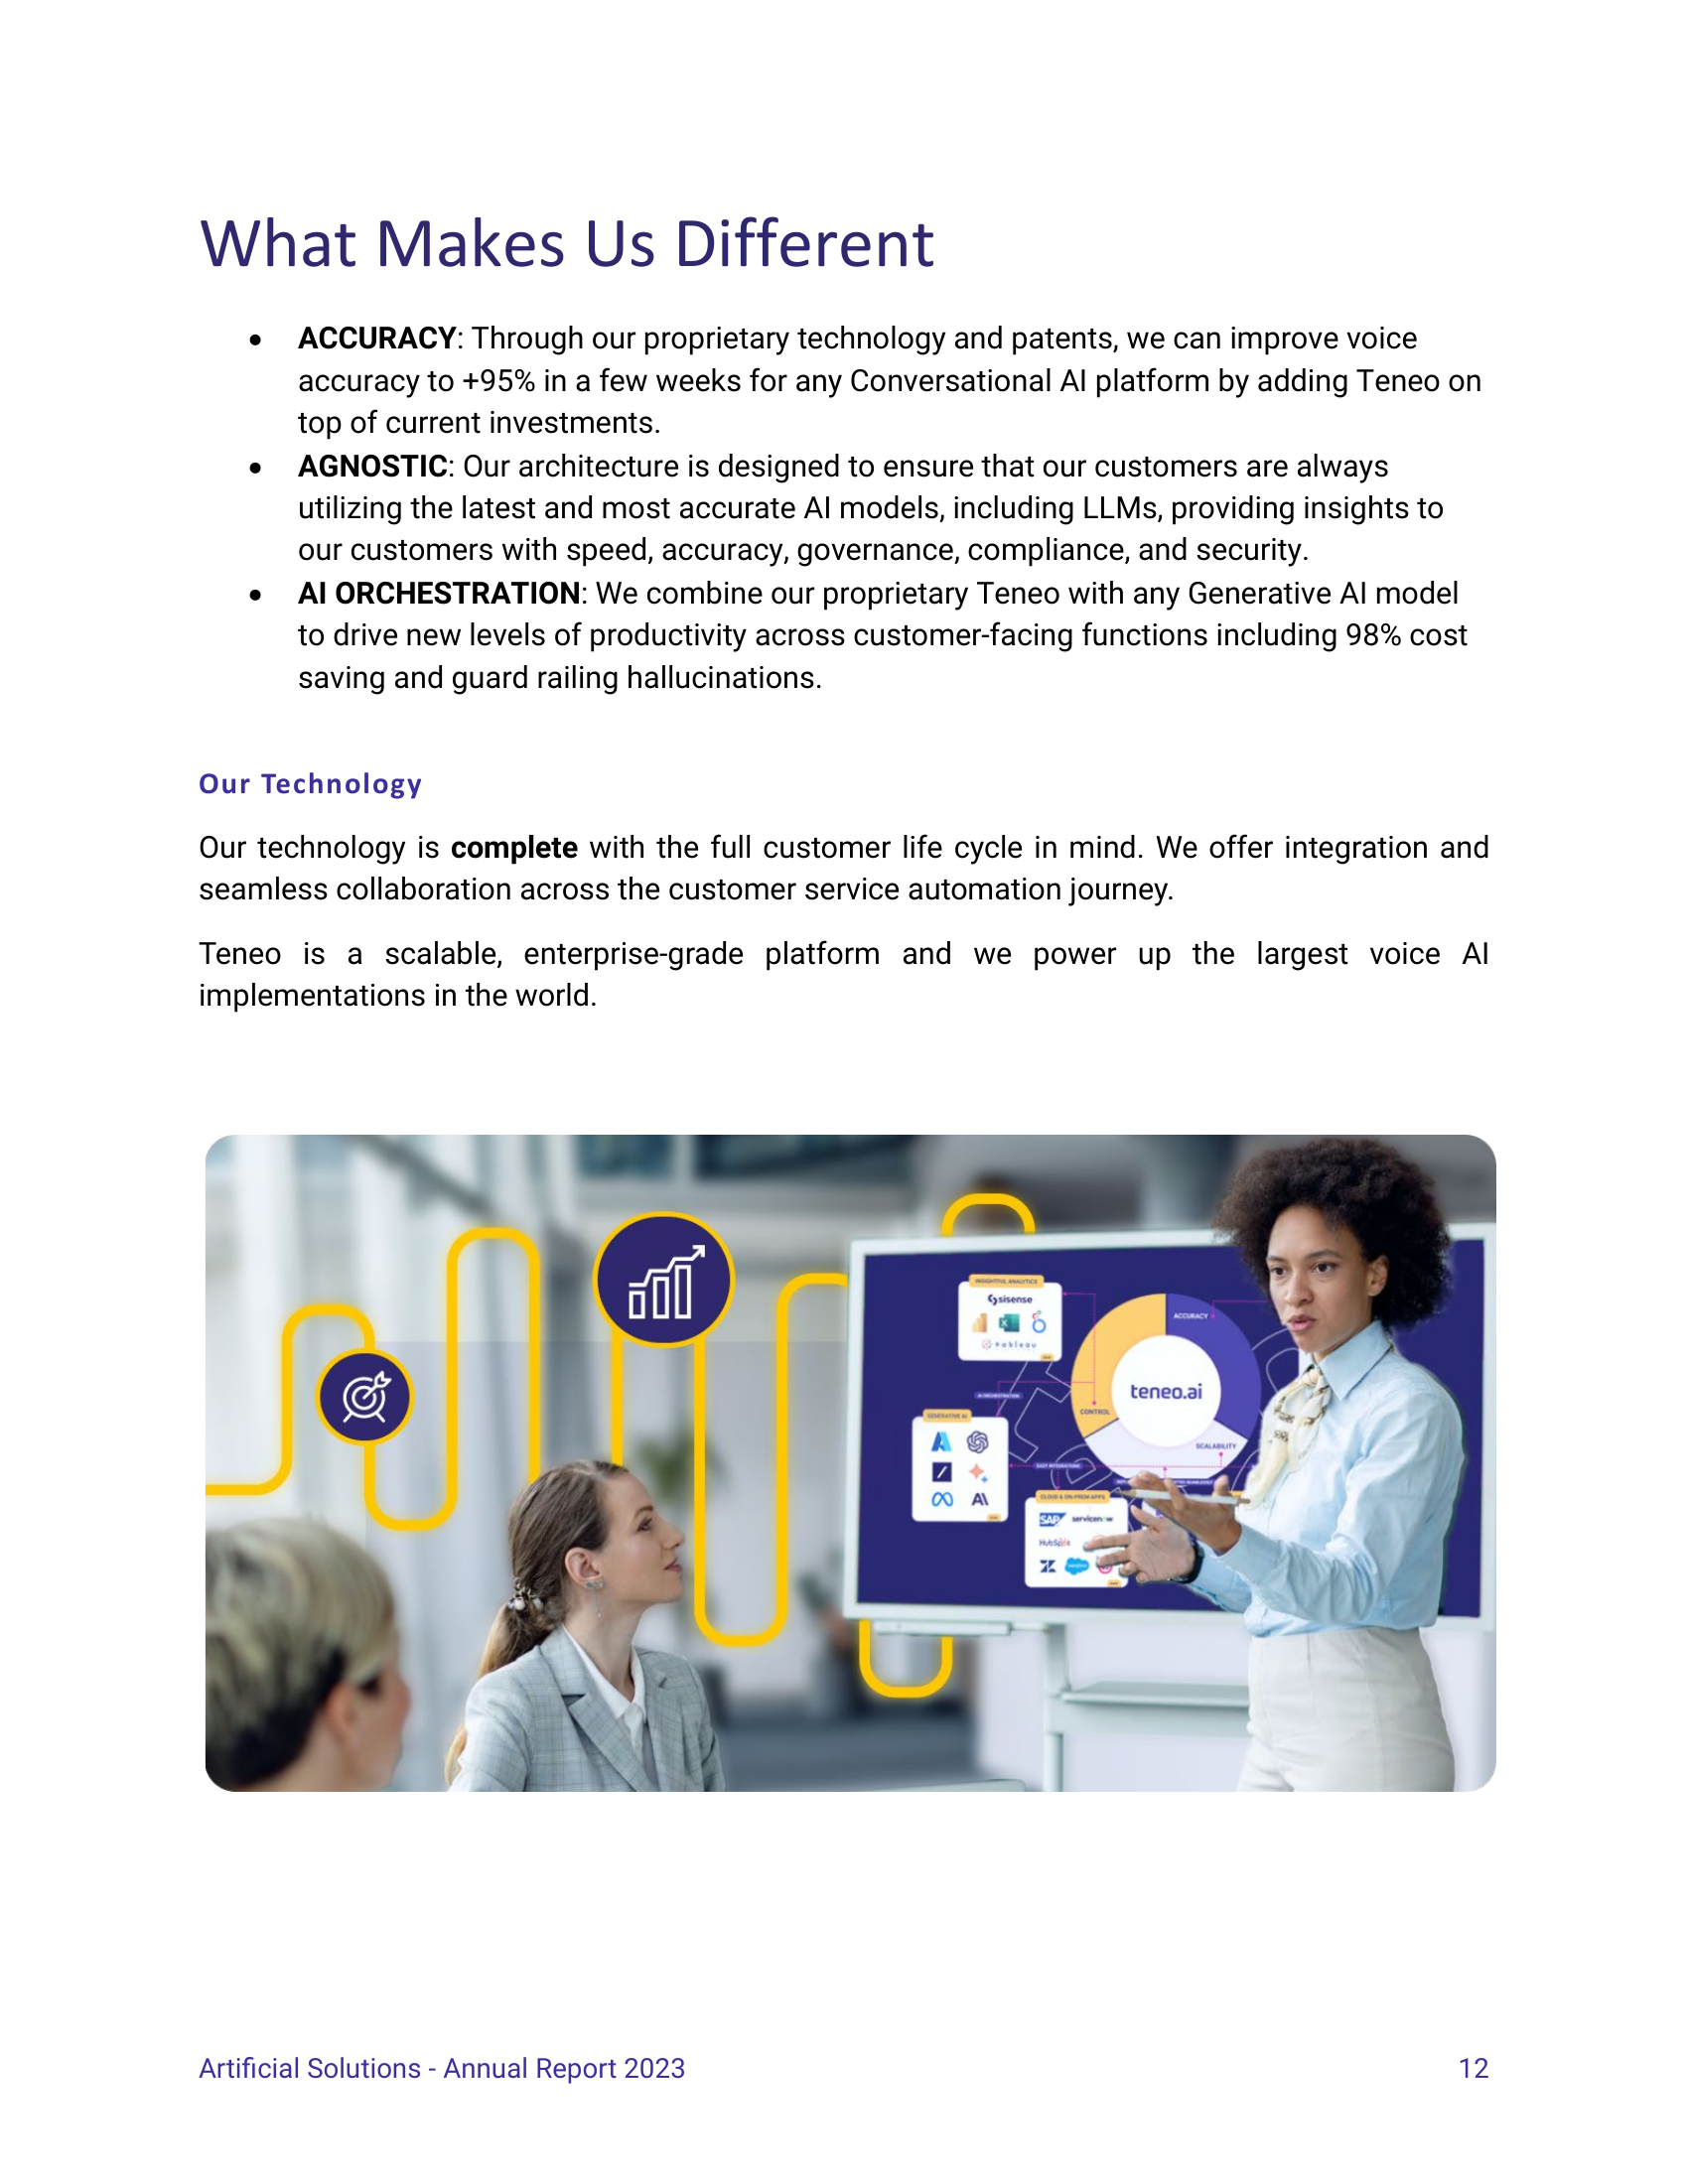 What Makes Us Different
• ACCURACY: Through our proprietary technology and patents, we can improve voice
accuracy to +95% in a few weeks for any Conversational AI platform by adding Teneo on
top of current investments.
• AGNOSTIC: Our architecture is designed to ensure that our customers are always
utilizing the latest and most accurate AI models, including LLMs, providing insights to
our customers with speed, accuracy, governance, compliance, and security.
• AI ORCHESTRATION: We combine our proprietary Teneo with any Generative AI model
to drive new levels of productivity across customer-facing functions including 98% cost
saving and guard railing hallucinations.
Our Technology
Our technology is complete with the full customer life cycle in mind. We offer integration and
seamless collaboration across the customer service automation journey.
Teneo is a scalable, enterprise-grade platform and we power up the largest voice AI
implementations in the world.
INSIGHTFUL ANALYTICS
sisense
+ableau
ACCURACY
teneo.ai
AI ORCHESTRATION
CONTROL
GENERATIVE AI
SCALABILITY
EASY INTEGRATIONS
CLOUD & ON-PREM APPS
SAP servicenow
HubSpot
salesforce
Artificial Solutions - Annual Report 2023 12